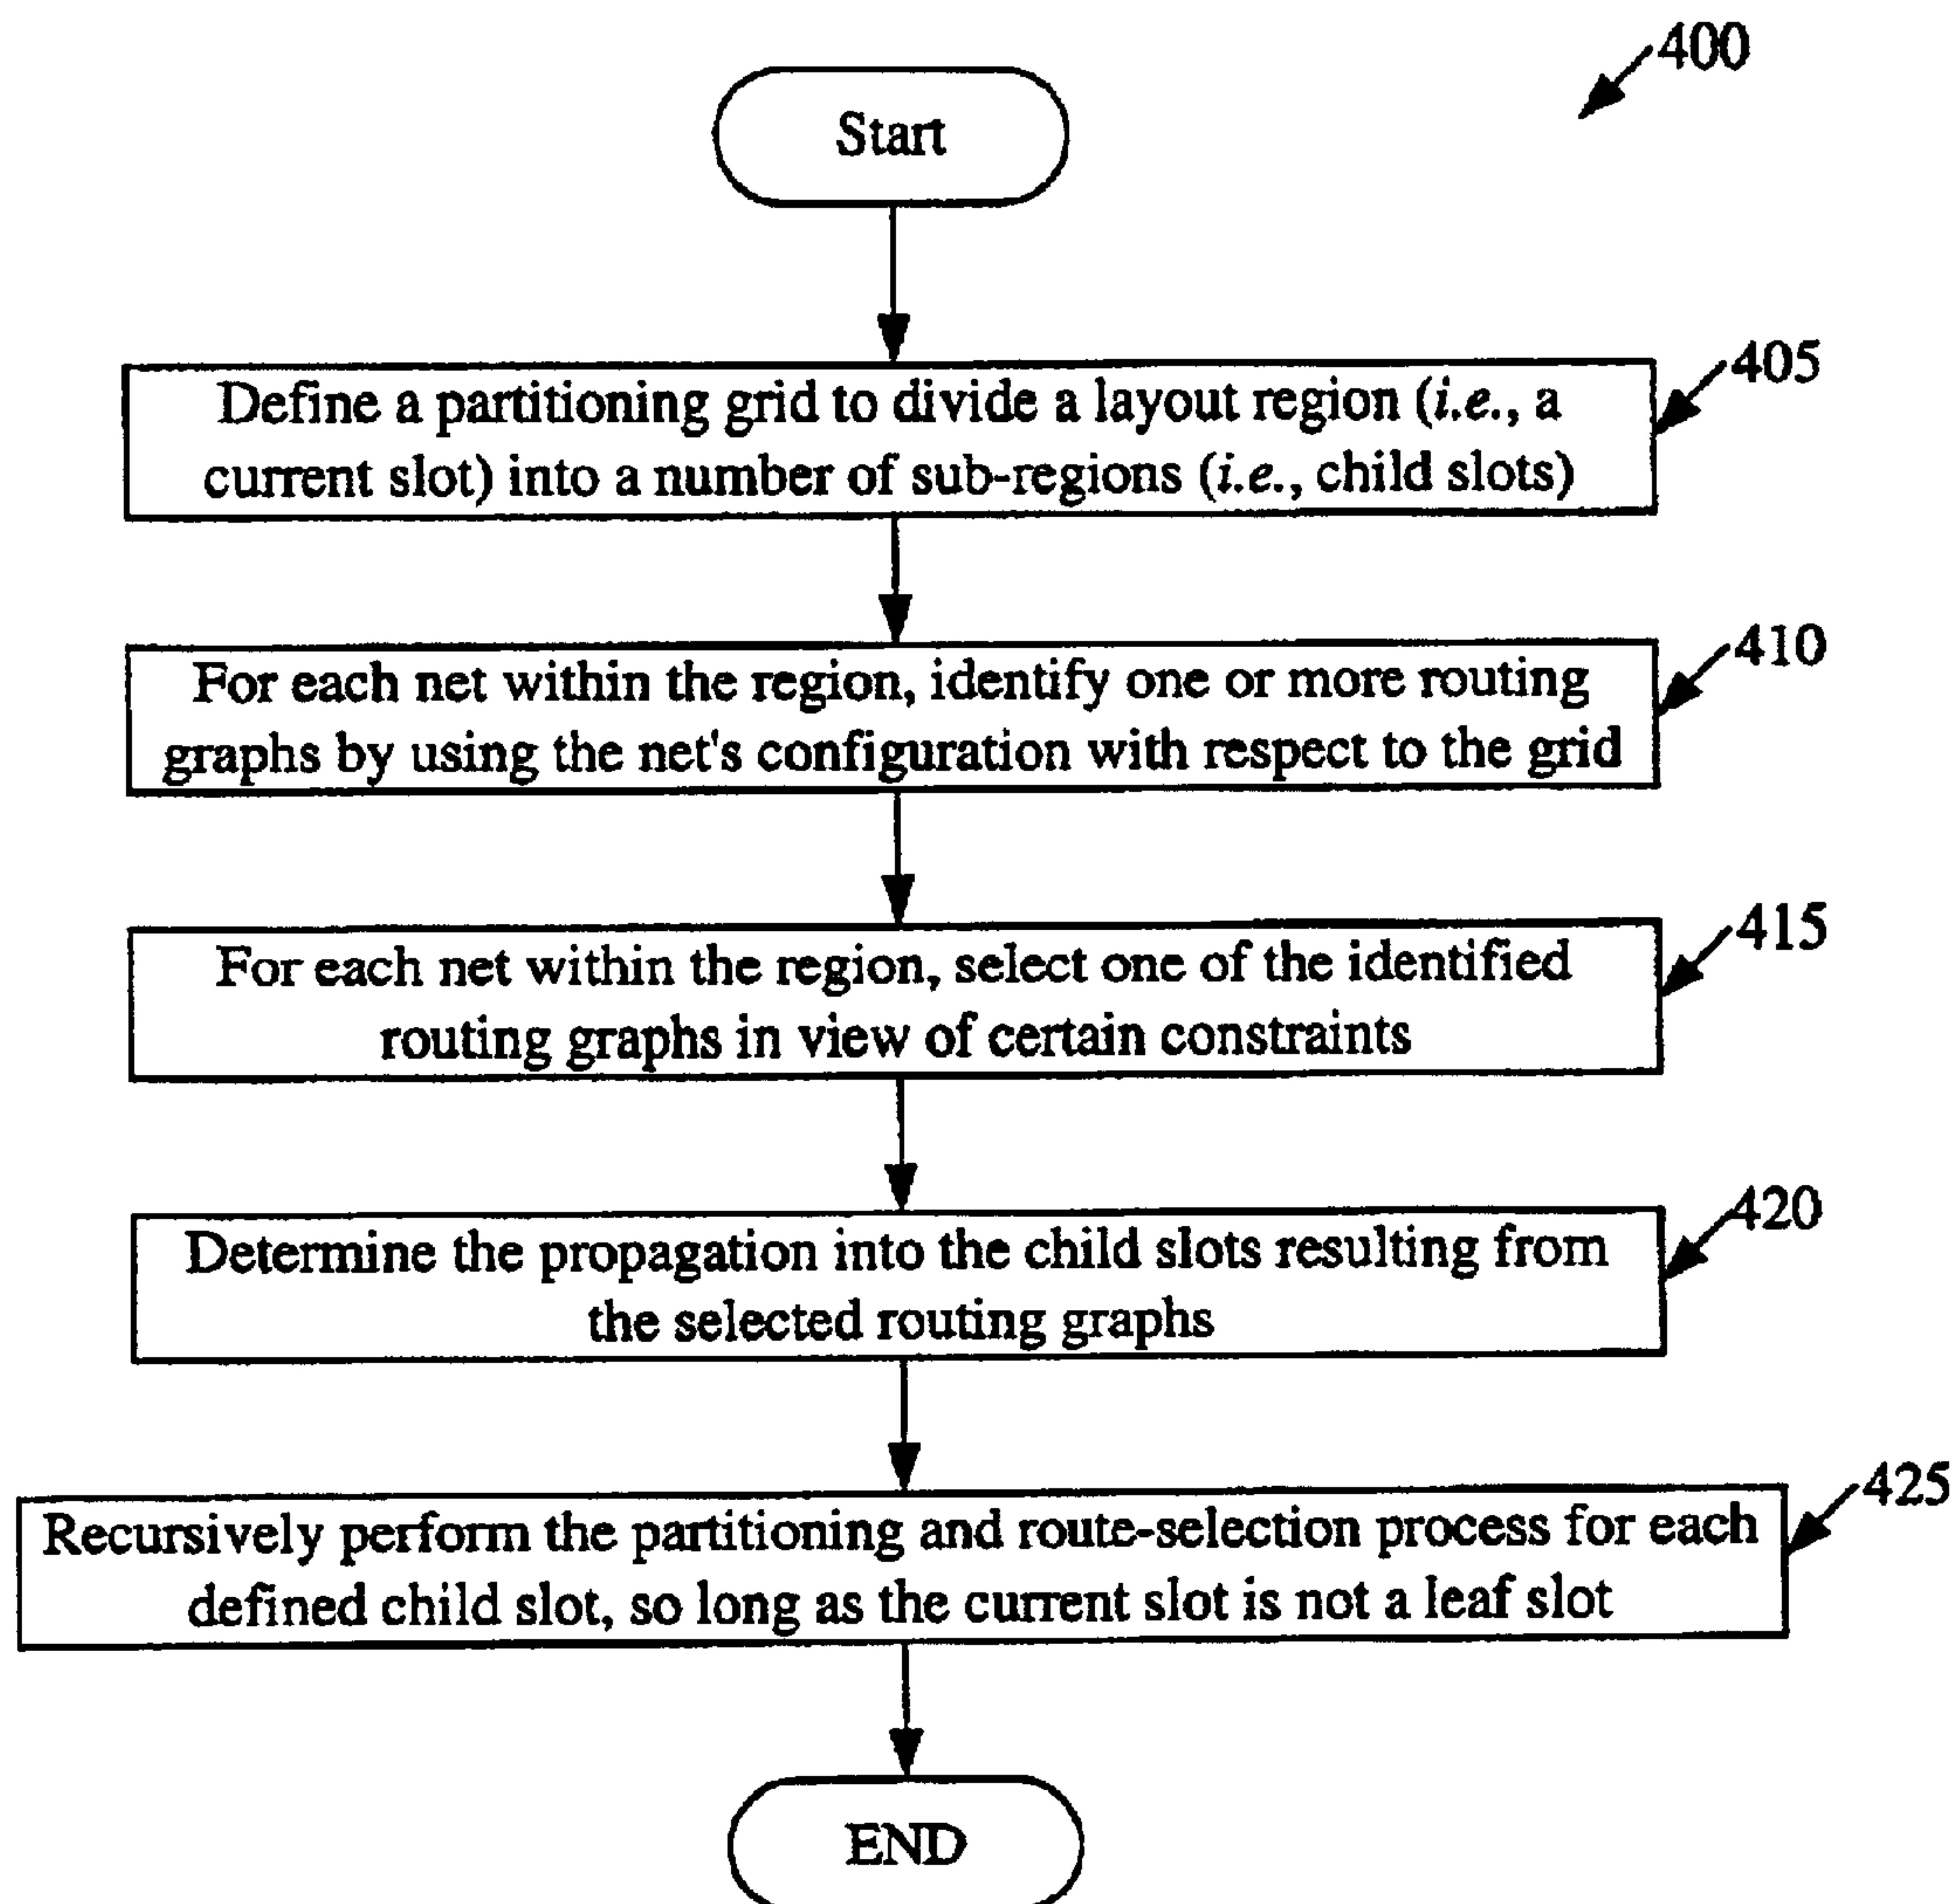 400
Start
405
Define a partitioning grid to divide a layout region (i.e., a
current slot) into a number of sub-regions (i.e., child slots)
410
For each net within the region, identify one or more routing
graphs by using the net's configuration with respect to the grid
415
For each net within the region, select one of the identified
routing graphs in view of certain constraints
420
Determine the propagation into the child slots resulting from
the selected routing graphs
425
Recursively perform the partitioning and route-selection process for each
defined child slot, so long as the current slot is not a leaf slot
END